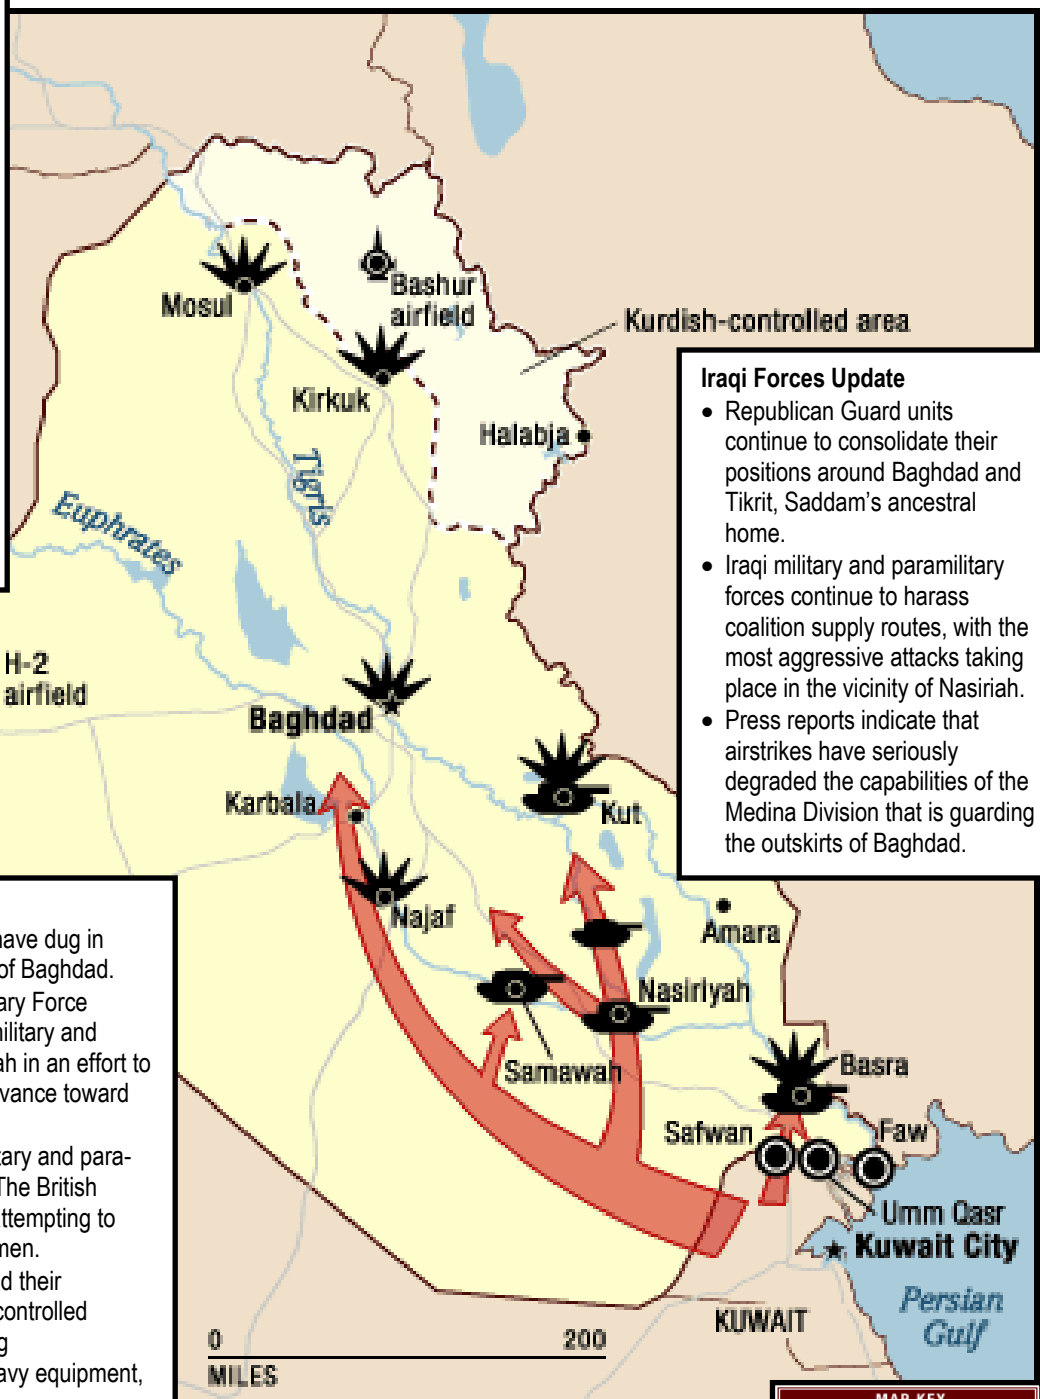 Mosul
Bashur
airfield
Kurdish-controlled area
Kirkuk
Halabja
Tigris
Euphrates
Iraqi Forces Update
• Republican Guard units
continue to consolidate their
positions around Baghdad and
Tikrit, Saddam's ancestral
home.
• Iraqi military and paramilitary
forces continue to harass
coalition supply routes, with the
most aggressive attacks taking
place in the vicinity of Nasiriah.
• Press reports indicate that
airstrikes have seriously
degraded the capabilities of the
Medina Division that is guarding
the outskirts of Baghdad.
H-2
airfield
Baghdad
Karbala
Kut
Najaf
Amara
Nasiriyah
Samawah
Basra
Safwan
Faw
Umm Qasr
Kuwait City
Persian
Gulf
KUWAIT
0 200
MILES
have dug in
of Baghdad.
ary Force
military and
ah in an effort to
vance toward
tary and para-
The British
attempting to
men.
d their
controlled
g
avy equipment,
MAP KEY